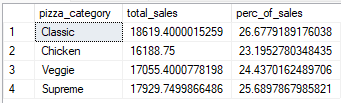 pizza_category total_sales perc_of_sales
1 Classic 18619.4000015259 26.6779189176038
2 Chicken 16188.75 23.1952780348435
3 Veggie 17055.4000778198 24.4370162489706
4 Supreme 17929.7499866486 25.6897867985821